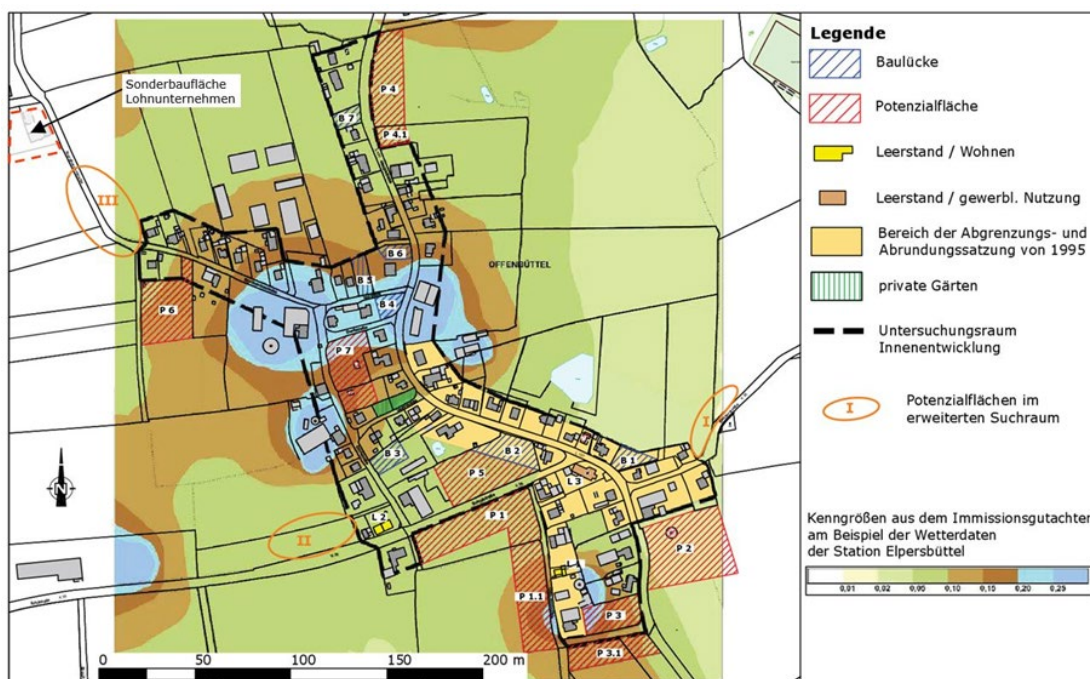 Sonderbaufläche
Lohnunternehmen
P 4
B 7
P 4.1
III
B 6
OFFENBÜTTEL
B 5
B 4
P 6
P 7
I
B 3
B 2
B 1
P 5
L 3
L 2
P 1
II
P 2
N
P 1.1
P 3
P 3.1
0 50 100 150 200 m
Legende
Baulücke
Potenzialfläche
Leerstand / Wohnen
Leerstand / gewerbl. Nutzung
Bereich der Abgrenzungs- und
Abrundungssatzung von 1995
private Gärten
Untersuchungsraum
Innenentwicklung
I
Potenzialflächen im
erweiterten Suchraum
Kenngrößen aus dem Immissionsgutachten
am Beispiel der Wetterdaten
der Station Elpersbüttel
0,01 0,02 0,05 0,10 0,15 0,20 0,25